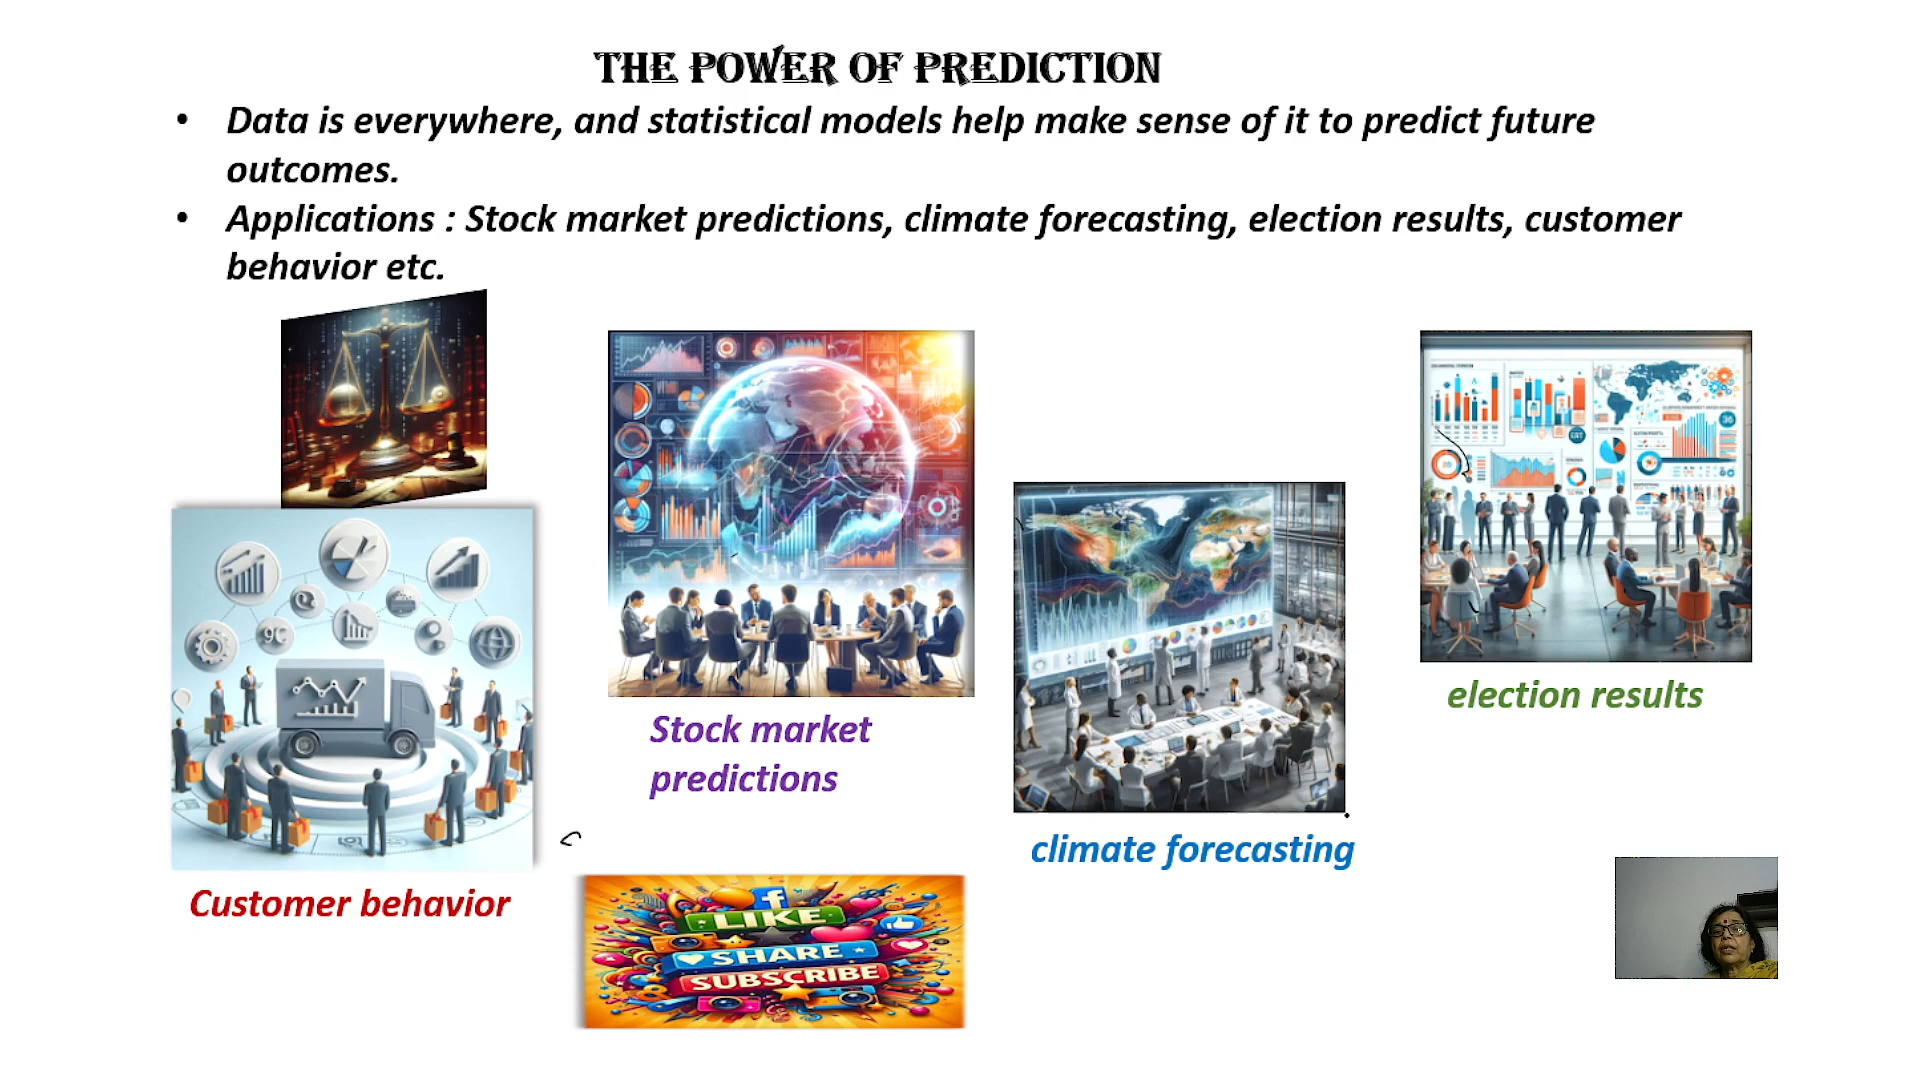 THE POWER OF PREDICTION
• Data is everywhere, and statistical models help make sense of it to predict future
outcomes.
• Applications : Stock market predictions, climate forecasting, election results, customer
behavior etc.
Stock market
predictions
election results
climate forecasting
Customer behavior
f
LIKE
SHARE
SUBSCRIBE